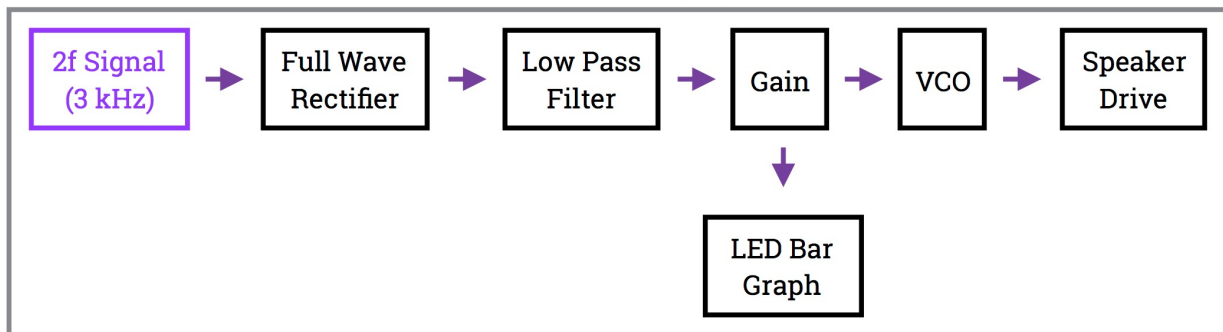 2f Signal
(3 kHz)
Full Wave
Rectifier
Low Pass
Filter
Gain
VCO
Speaker
Drive
LED Bar
Graph